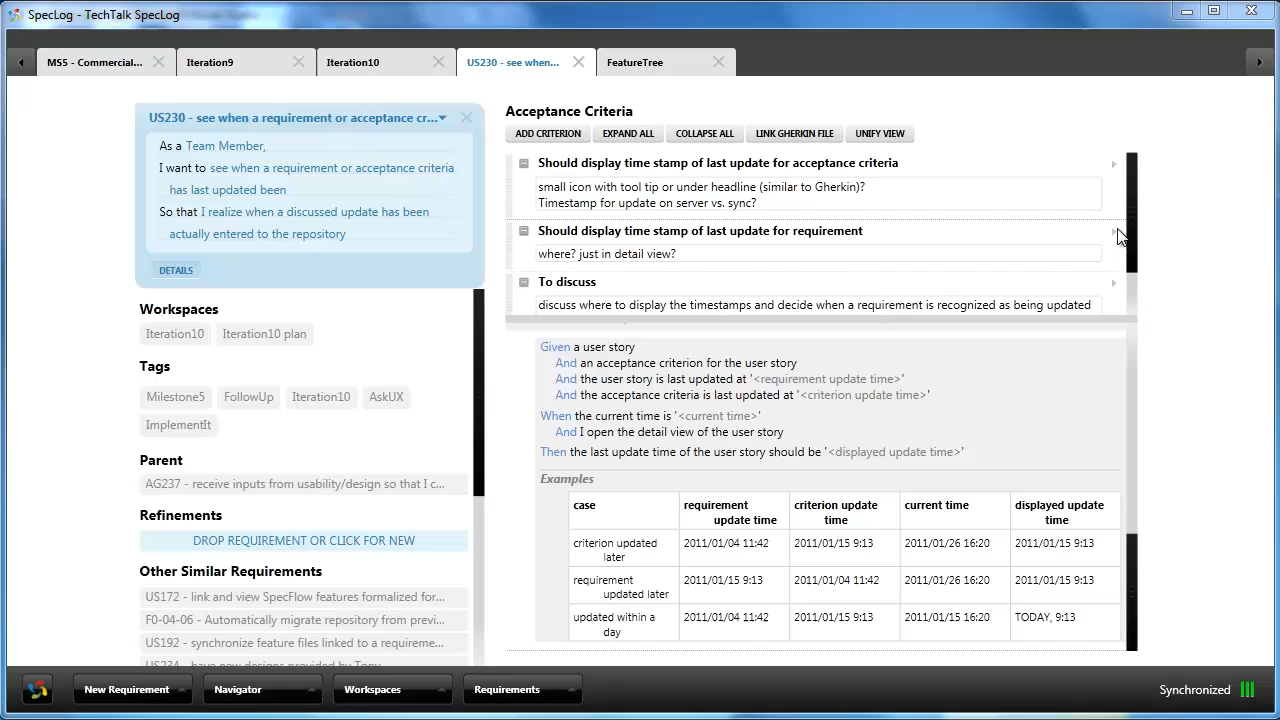 SpecLog - TechTalk SpecLog
MS5 - Commercial...
Iteration9
Iteration10
US230 - see when...
FeatureTree
US230 - see when a requirement or acceptance cr...
As a Team Member,
I want to see when a requirement or acceptance criteria
has last updated been
So that I realize when a discussed update has been
actually entered to the repository
DETAILS
Workspaces
Iteration10 Iteration10 plan
Tags
Milestone5 FollowUp Iteration10 AskUX
ImplementIt
Parent
AG237 - receive inputs from usability/design so that I c...
Refinements
DROP REQUIREMENT OR CLICK FOR NEW
Other Similar Requirements
US172 - link and view SpecFlow features formalized for...
F0-04-06 - Automatically migrate repository from previ...
US192 - synchronize feature files linked to a requireme...
US234 - have new designs provided by Tony
Acceptance Criteria
ADD CRITERION EXPAND ALL COLLAPSE ALL LINK GHERKIN FILE UNIFY VIEW
Should display time stamp of last update for acceptance criteria
small icon with tool tip or under headline (similar to Gherkin)?
Timestamp for update on server vs. sync?
Should display time stamp of last update for requirement
where? just in detail view?
To discuss
discuss where to display the timestamps and decide when a requirement is recognized as being updated
Given a user story
And an acceptance criterion for the user story
And the user story is last updated at '<requirement update time>'
And the acceptance criteria is last updated at '<criterion update time>'
When the current time is '<current time>'
And I open the detail view of the user story
Then the last update time of the user story should be '<displayed update time>'
Examples
case requirement update time criterion update time current time displayed update time
criterion updated later 2011/01/04 11:42 2011/01/15 9:13 2011/01/26 16:20 2011/01/15 9:13
requirement updated later 2011/01/15 9:13 2011/01/04 11:42 2011/01/26 16:20 2011/01/15 9:13
updated within a day 2011/01/04 11:42 2011/01/15 9:13 2011/01/15 16:20 TODAY, 9:13
New Requirement
Navigator
Workspaces
Requirements
Synchronized